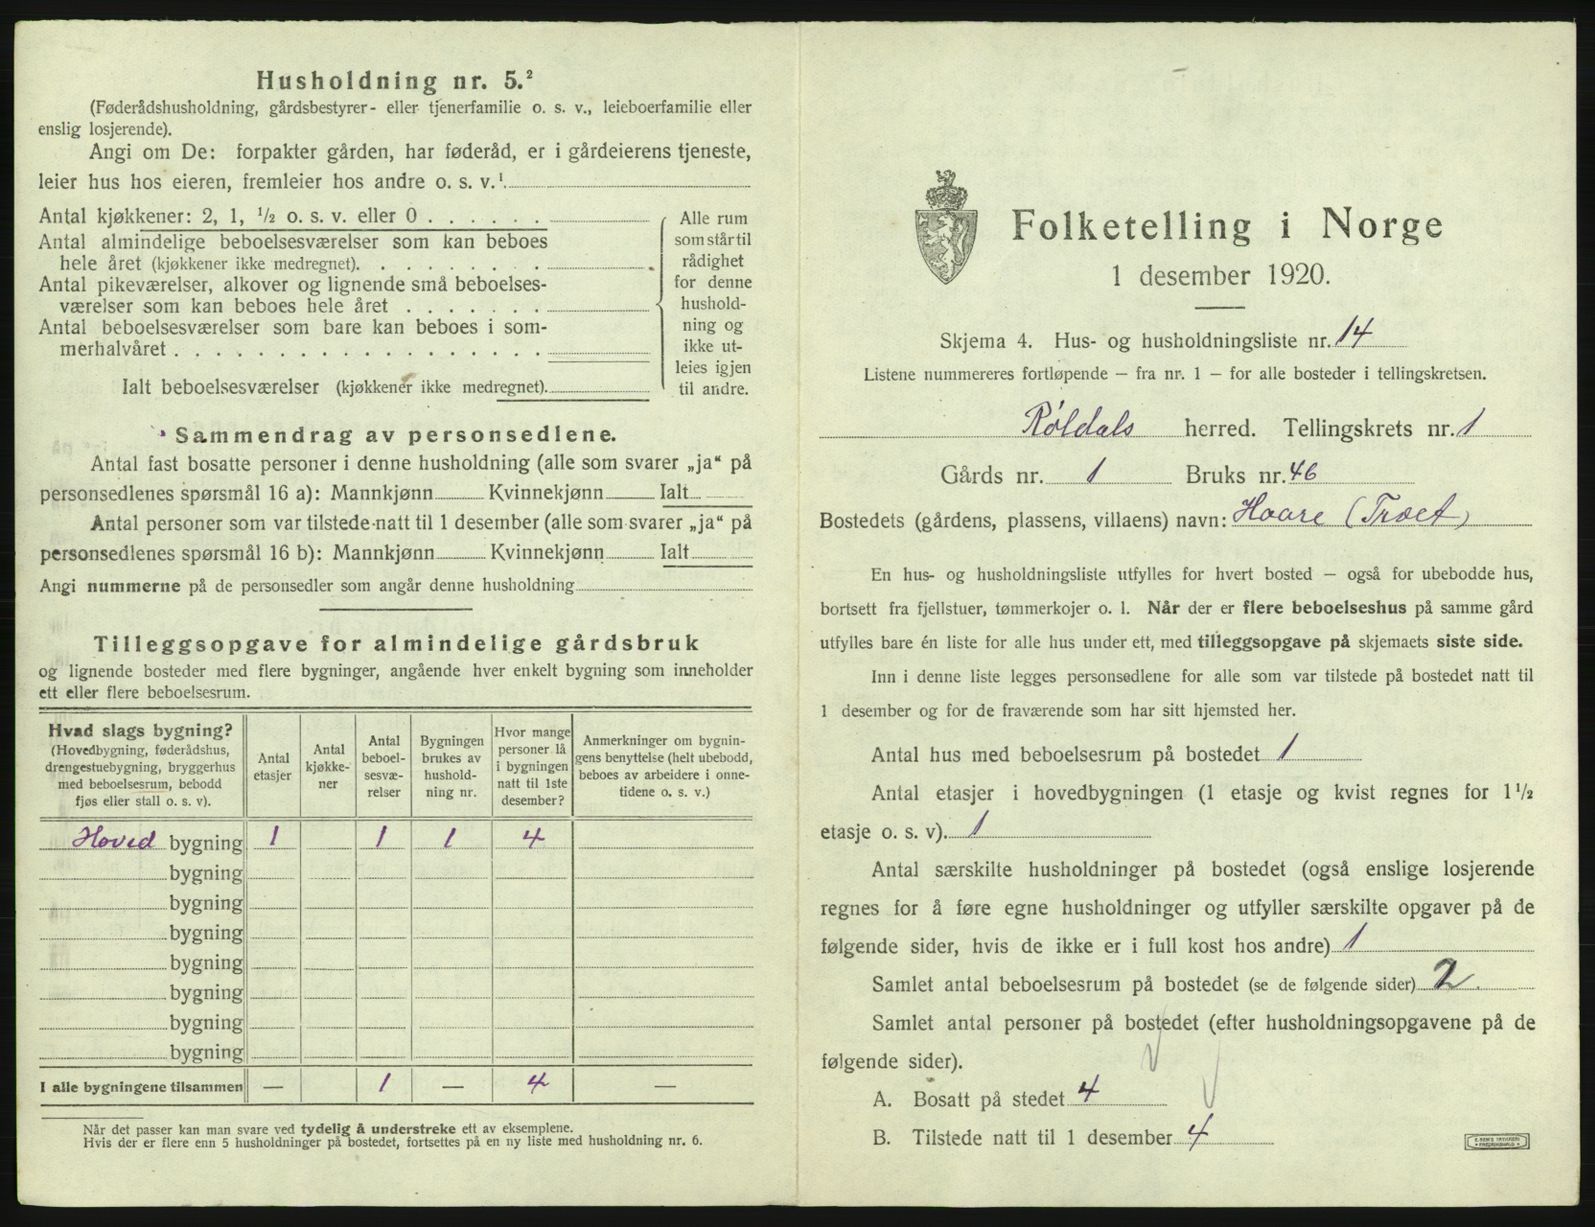 Husholdning nr. 5.²
(Føderådshusholdning, gårdsbestyrer- eller tjenerfamilie o. s. v., leieboerfamilie eller
enslig losjerende).
Angi om De: forpakter gården, har føderåd, er i gårdeierens tjeneste,
leier hus hos eieren, fremleier hos andre o. s. v.¹
Antal kjøkkener: 2, 1, ½ o. s. v. eller 0 . . . . . .
Antal almindelige beboelsesværelser som kan beboes
hele året (kjøkkener ikke medregnet). . . . . . . . .
Antal pikeværelser, alkover og lignende små beboelses-
værelser som kan beboes hele året . . . . . . .
Antal beboelsesværelser som bare kan beboes i som-
merhalvåret . . . . . . . . . . . . . . . . . .
Ialt beboelsesværelser (kjøkkener ikke medregnet).
Alle rum
som står til
rådighet
for denne
hushold-
ning og
ikke ut-
leies igjen
til andre.
Sammendrag av personsedlene.
Antal fast bosatte personer i denne husholdning (alle som svarer „ja“ på
personsedlenes spørsmål 16 a): Mannkjønn Kvinnekjønn Ialt
Antal personer som var tilstede natt til 1 desember (alle som svarer „ja“ på
personsedlenes spørsmål 16 b): Mannkjønn Kvinnekjønn Ialt
Angi nummerne på de personsedler som angår denne husholdning
Tilleggsopgave for almindelige gårdsbruk
og lignende bosteder med flere bygninger, angående hver enkelt bygning som inneholder
ett eller flere beboelsesrum.
Hvad slags bygning?
(Hovedbygning, føderådshus,
drengestuebygning, bryggerhus
med beboelsesrum, bebodd
fjøs eller stall o. s. v).
Antal
etasjer
Antal
kjøkke-
ner
Antal
beboel-
sesvæ-
relser
Bygningen
brukes av
hushold-
ning nr.
Hvor mange
personer lå
i bygningen
natt til 1ste
desember?
Anmerkninger om bygnin-
gens benyttelse (helt ubebodd,
beboes av arbeidere i onne-
tidene o. s. v.)
Hoved bygning 1 1 1 4
bygning
bygning
bygning
bygning
bygning
bygning
bygning
I alle bygningene tilsammen — 1 — 4 —
Når det passer kan man svare ved tydelig å understreke ett av eksemplene.
Hvis der er flere enn 5 husholdninger på bostedet, fortsettes på en ny liste med husholdning nr. 6.
Folketelling i Norge
1 desember 1920.
Skjema 4. Hus- og husholdningsliste nr. 14
Listene nummereres fortløpende — fra nr. 1 — for alle bosteder i tellingskretsen.
Røldals herred. Tellingskrets nr. 1
Gårds nr. 1 Bruks nr. 46
Bostedets (gårdens, plassens, villaens) navn: Haare (Træet)
En hus- og husholdningsliste utfylles for hvert bosted — også for ubebodde hus,
bortsett fra fjellstuer, tømmerkojer o. l. Når der er flere beboelseshus på samme gård
utfylles bare én liste for alle hus under ett, med tilleggsopgave på skjemaets siste side.
Inn i denne liste legges personsedlene for alle som var tilstede på bostedet natt til
1 desember og for de fraværende som har sitt hjemsted her.
Antal hus med beboelsesrum på bostedet 1
Antal etasjer i hovedbygningen (1 etasje og kvist regnes for 1½
etasje o. s. v). 1
Antal særskilte husholdninger på bostedet (også enslige losjerende
regnes for å føre egne husholdninger og utfyller særskilte opgaver på de
følgende sider, hvis de ikke er i full kost hos andre) 1
Samlet antal beboelsesrum på bostedet (se de følgende sider) 2
Samlet antal personer på bostedet (efter husholdningsopgavene på de
følgende sider).
A. Bosatt på stedet 4
B. Tilstede natt til 1 desember 4